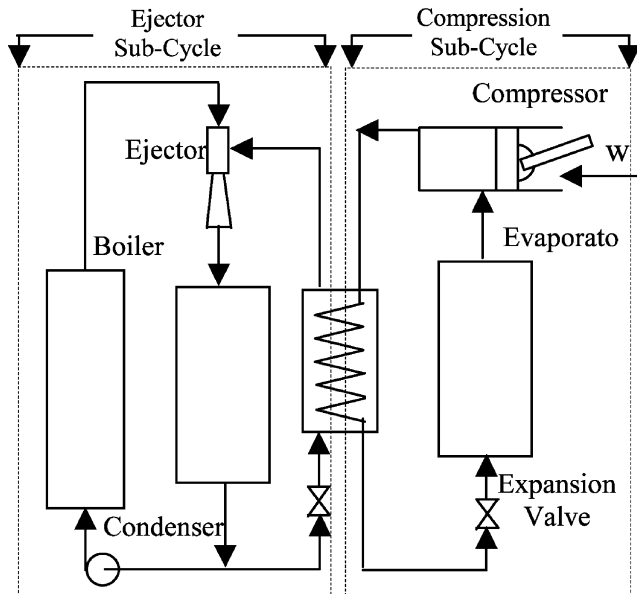 Ejector
Sub-Cycle
Compression
Sub-Cycle
Compressor
Ejector
W
Boiler
Evaporato
Condenser
Expansion
Valve